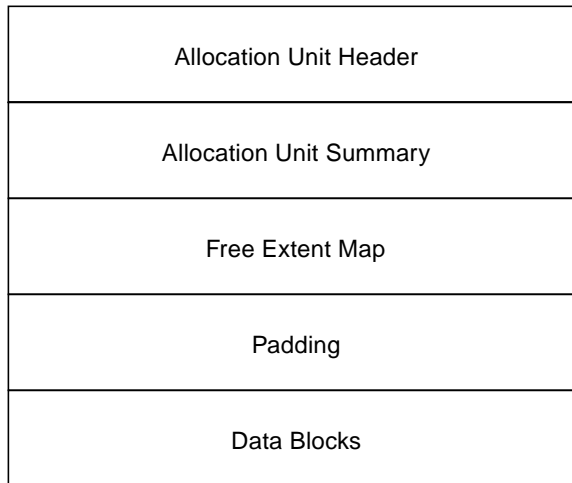 Allocation Unit Header
Allocation Unit Summary
Free Extent Map
Padding
Data Blocks